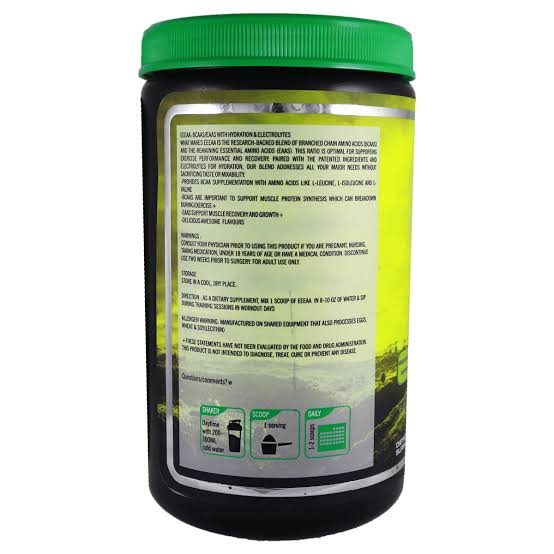 EEEAA: BCAAS/EAAS WITH HYDRATION & ELECTROLYTES
WHAT MAKES EEEAA IS THE RESEARCH-BACKED BLEND OF BRANCHED CHAIN AMINO ACIDS (BCAAS)
AND THE REMAINING ESSENTIAL AMINO ACIDS (EAAS). THIS RATIO IS OPTIMAL FOR SUPPORTING
EXERCISE PERFORMANCE AND RECOVERY. PAIRED WITH THE PATENTED INGREDIENTS AND
ELECTROLYTES FOR HYDRATION, OUR BLEND ADDRESSES ALL YOUR MAJOR NEEDS WITHOUT
SACRIFICING TASTE OR MIXABILITY.
-PROVIDES BCAA SUPPLEMENTATION WITH AMINO ACIDS LIKE L-LEUCINE, L-ISOLEUCINE AND L-
VALINE
-BCAAS ARE IMPORTANT TO SUPPORT MUSCLE PROTEIN SYNTHESIS WHICH CAN BREAKDOWN
DURING EXERCISE +
-EAAS SUPPORT MUSCLE RECOVERY AND GROWTH +
-DELICIOUS AWESOME FLAVOURS
WARNINGS :
CONSULT YOUR PHYSICIAN PRIOR TO USING THIS PRODUCT IF YOU ARE PREGNANT, NURSING,
TAKING MEDICATION, UNDER 18 YEARS OF AGE OR HAVE A MEDICAL CONDITION. DISCONTINUE
USE TWO WEEKS PRIOR TO SURGERY. FOR ADULT USE ONLY.
STORAGE
STORE IN A COOL, DRY PLACE.
DIRECTION : AS A DIETARY SUPPLEMENT, MIX 1 SCOOP OF EEEAA IN 8-10 OZ OF WATER & SIP
DURING TRAINING SESSIONS IN WORKOUT DAYS
ALLERGEN WARNING: MANUFACTURED ON SHARED EQUIPMENT THAT ALSO PROCESSES EGGS,
WHEAT & SOY(LECITHIN)
+ THESE STATEMENTS HAVE NOT BEEN EVALUATED BY THE FOOD AND DRUG ADMINISTRATION.
THIS PRODUCT IS NOT INTENDED TO DIAGNOSE, TREAT, CURE OR PREVENT ANY DISEASE.
Questions/comments? w
SHAKER
Daytime
with 200-
300ML
cold water
SCOOP
1 serving
DAILY
1-2 scoops